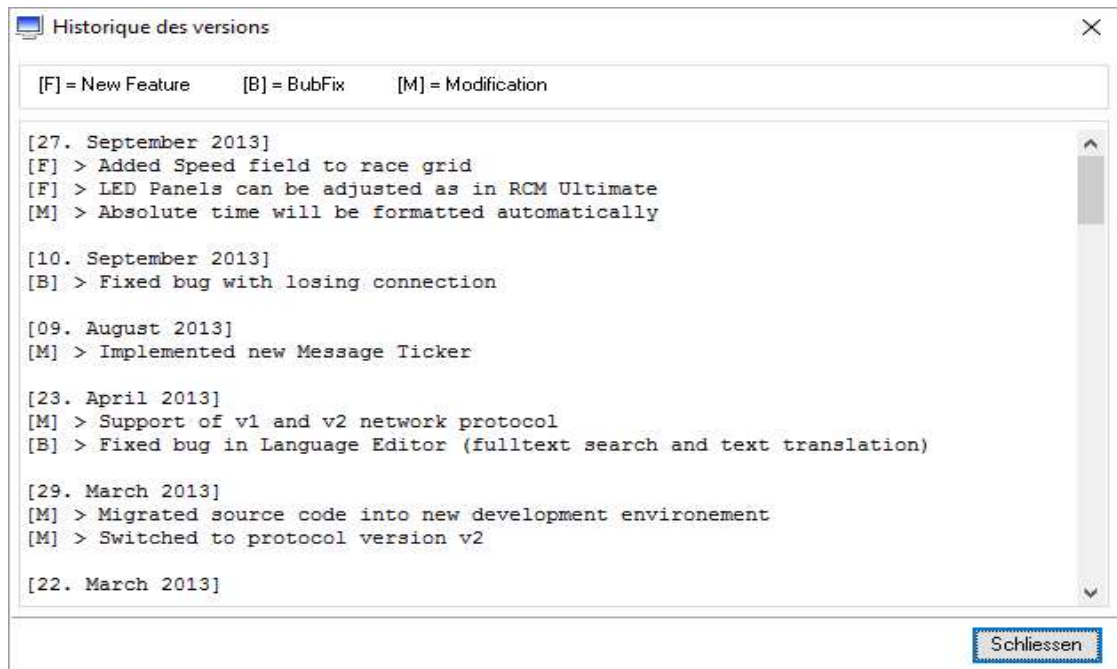 Historique des versions
[F] = New Feature [B] = BubFix [M] = Modification
[27. September 2013]
[F] > Added Speed field to race grid
[F] > LED Panels can be adjusted as in RCM Ultimate
[M] > Absolute time will be formatted automatically
[10. September 2013]
[B] > Fixed bug with losing connection
[09. August 2013]
[M] > Implemented new Message Ticker
[23. April 2013]
[M] > Support of v1 and v2 network protocol
[B] > Fixed bug in Language Editor (fulltext search and text translation)
[29. March 2013]
[M] > Migrated source code into new development environement
[M] > Switched to protocol version v2
[22. March 2013]
Schliessen